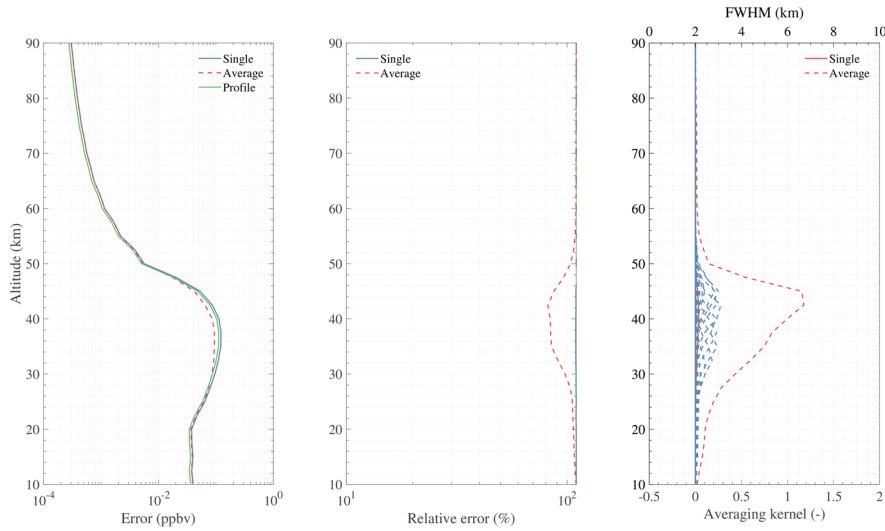 FWHM (km)
0 2 4 6 8 10
90 80 70 60 50 40 30 20 10
Altitude (km)
Single
Average
Profile
10^-4 10^-2 10^0
Error (ppbv)
90 80 70 60 50 40 30 20 10
Single
Average
10^1 10^2
Relative error (%)
90 80 70 60 50 40 30 20 10
Single
Average
-0.5 0 0.5 1 1.5 2
Averaging kernel (-)